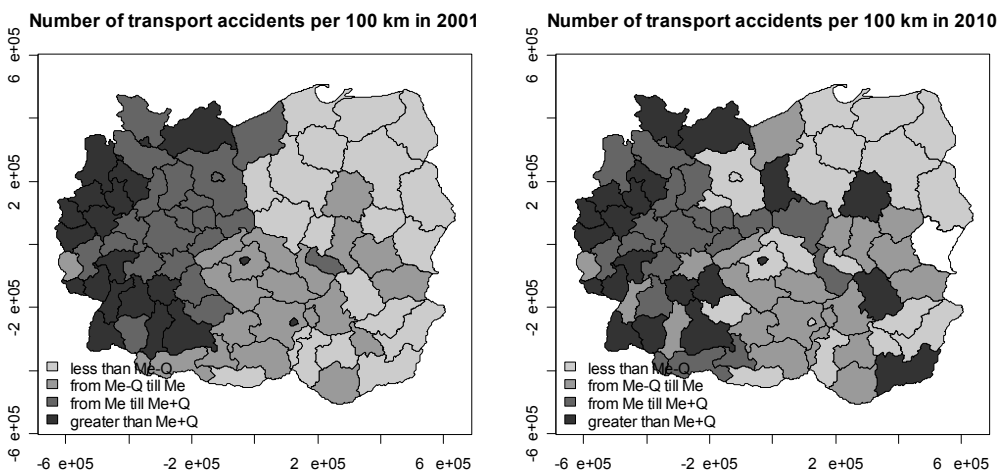 Number of transport accidents per 100 km in 2001
6 e+05
2 e+05
-2 e+05
-6 e+05
less than Me-Q
from Me-Q till Me
from Me till Me+Q
greater than Me+Q
-6 e+05 -2 e+05 2 e+05 6 e+05
Number of transport accidents per 100 km in 2010
6 e+05
2 e+05
-2 e+05
-6 e+05
less than Me-Q
from Me-Q till Me
from Me till Me+Q
greater than Me+Q
-6 e+05 -2 e+05 2 e+05 6 e+05